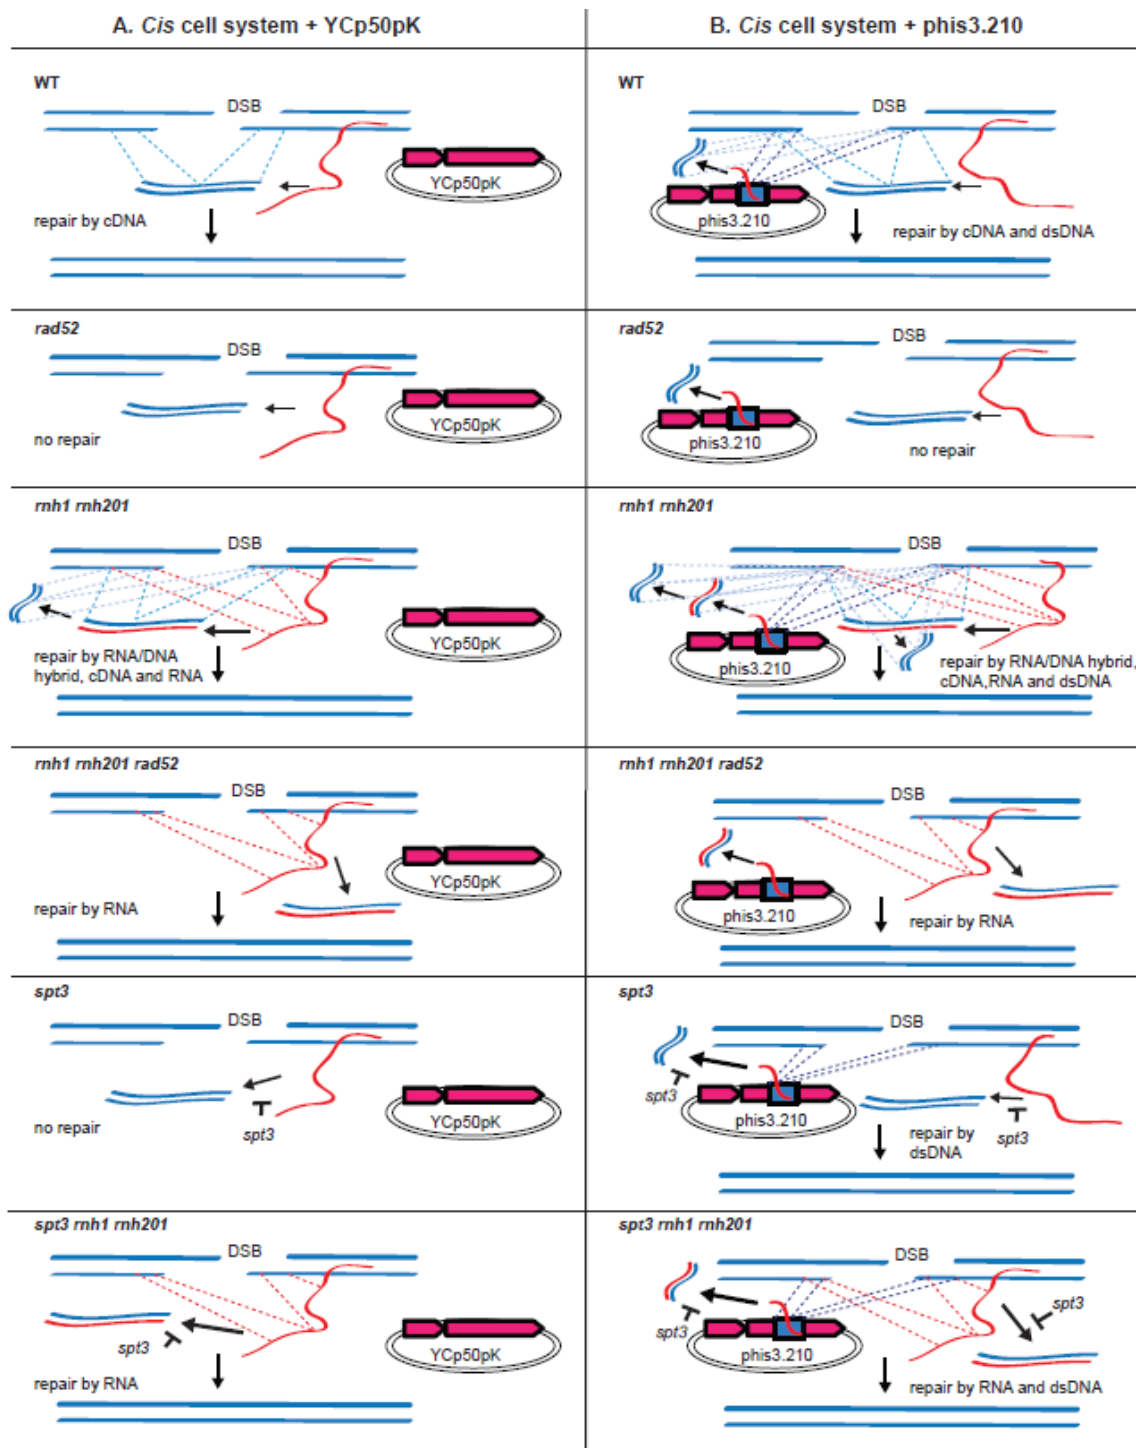 A. Cis cell system + YCp50pK
B. Cis cell system + phis3.210
WT
DSB
YCp50pK
repair by cDNA
WT
DSB
phis3.210
repair by cDNA and dsDNA
rad52
DSB
YCp50pK
no repair
rad52
DSB
phis3.210
no repair
rnh1 rnh201
DSB
YCp50pK
repair by RNA/DNA
hybrid, cDNA and RNA
rnh1 rnh201
DSB
phis3.210
repair by RNA/DNA hybrid,
cDNA,RNA and dsDNA
rnh1 rnh201 rad52
DSB
YCp50pK
repair by RNA
rnh1 rnh201 rad52
DSB
phis3.210
repair by RNA
spt3
DSB
YCp50pK
no repair
spt3
spt3
DSB
spt3
phis3.210
repair by
dsDNA
spt3
spt3 rnh1 rnh201
DSB
spt3
YCp50pK
repair by RNA
spt3 rnh1 rnh201
DSB
spt3
spt3
phis3.210
repair by RNA and dsDNA